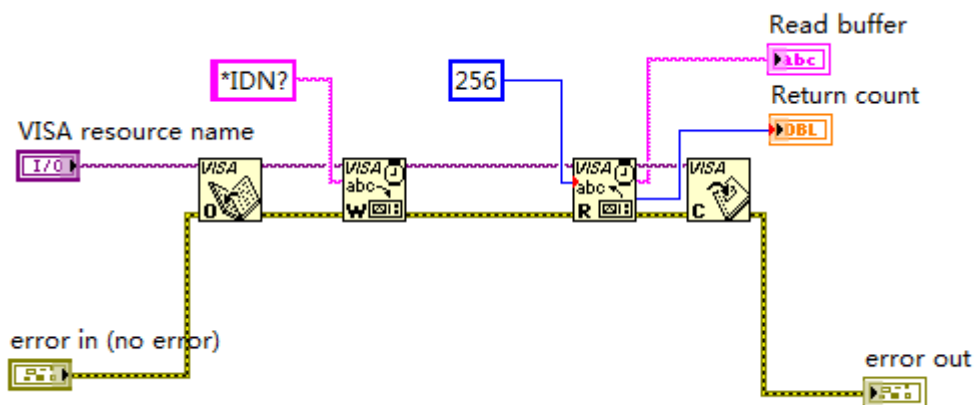 Read buffer
*IDN?
256
abc
Return count
VISA resource name
DBL
I/O
VISA
O
VISA
abc
W
VISA
abc
R
VISA
C
error in (no error)
error out